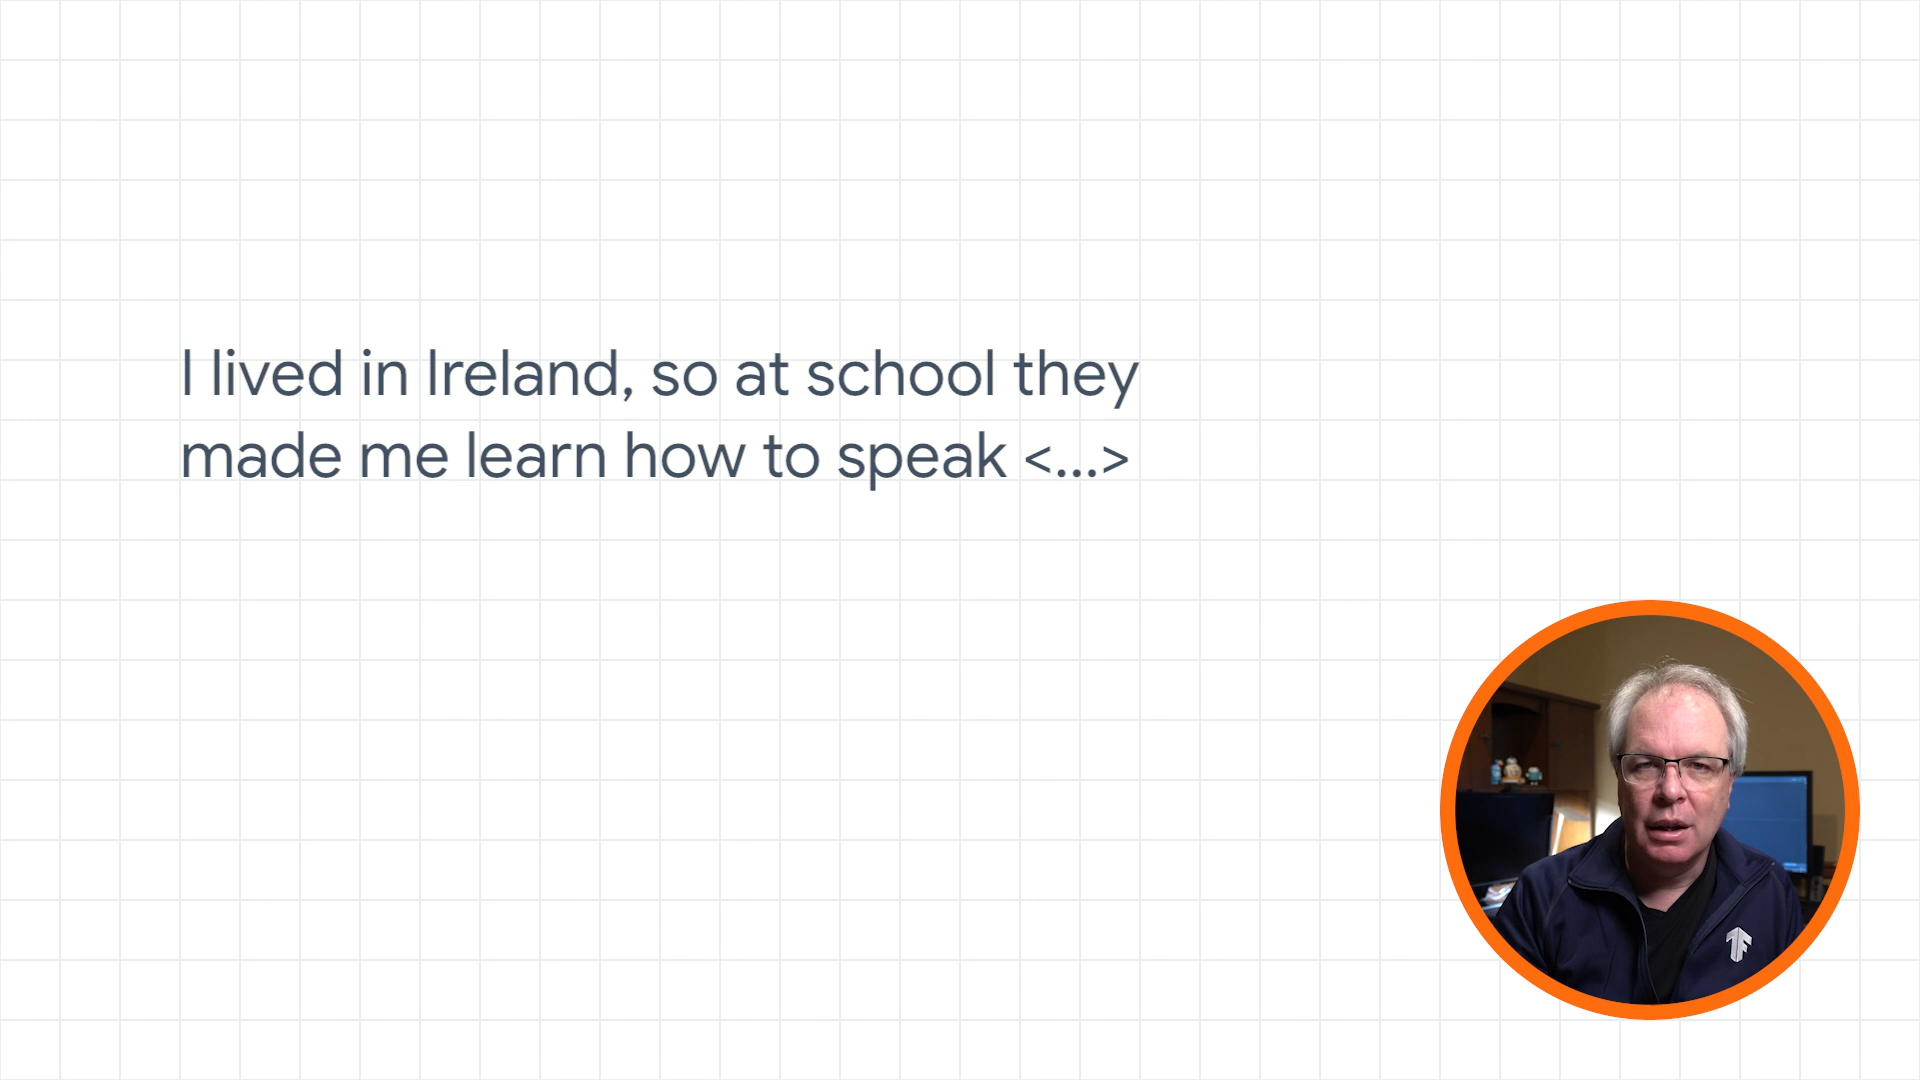 I lived in Ireland, so at school they
made me learn how to speak <...>